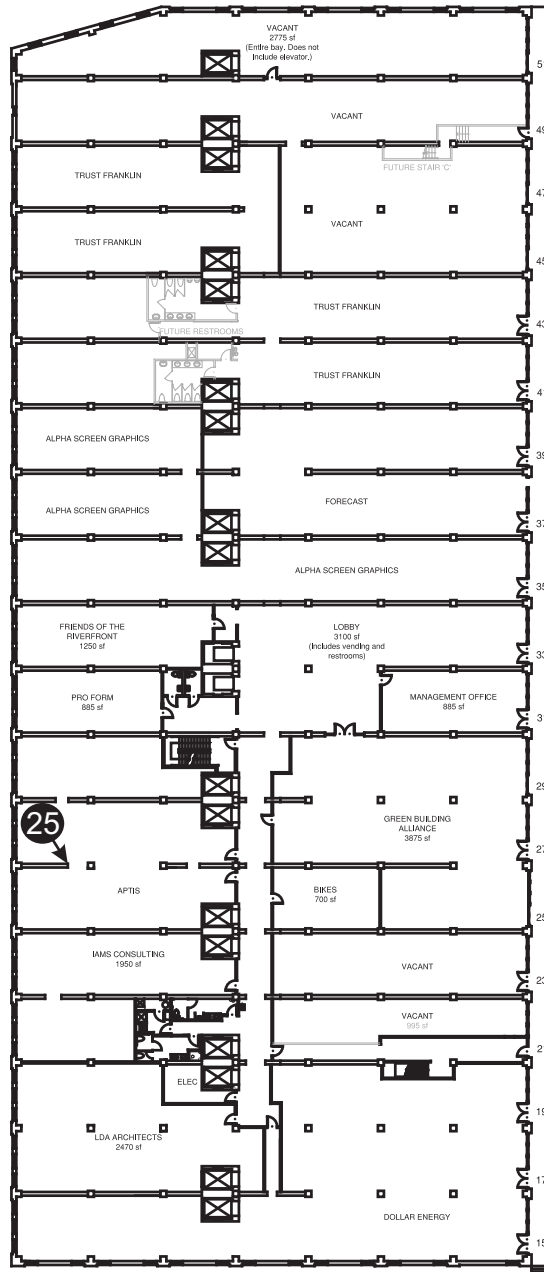 VACANT
2775 sf
(Entire bay. Does not
include elevator.)
51
VACANT
49
FUTURE STAIR 'C'
TRUST FRANKLIN
47
VACANT
TRUST FRANKLIN
45
TRUST FRANKLIN
43
FUTURE RESTROOMS
TRUST FRANKLIN
41
ALPHA SCREEN GRAPHICS
39
FORECAST
ALPHA SCREEN GRAPHICS
37
ALPHA SCREEN GRAPHICS
35
FRIENDS OF THE
RIVERFRONT
1250 sf
LOBBY
3100 sf
(Includes vending and
restrooms)
33
PRO FORM
885 sf
MANAGEMENT OFFICE
885 sf
31
29
GREEN BUILDING
ALLIANCE
3875 sf
25
27
APTIS
BIKES
700 sf
25
IAMS CONSULTING
1950 sf
VACANT
23
VACANT
995 sf
21
ELEC
19
LDA ARCHITECTS
2470 sf
17
DOLLAR ENERGY
15